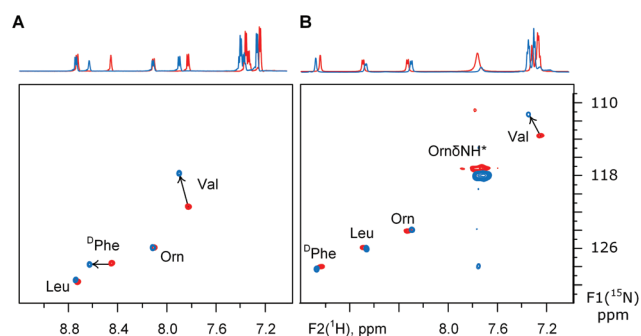 A B
110
Val
Val
OrnδNH*
118
ᴰPhe
Orn
Leu
Orn
ᴰPhe
126
Leu
F1(¹⁵N)
ppm
8.8 8.4 8.0 7.6 7.2 F2(¹H), ppm 8.0 7.6 7.2